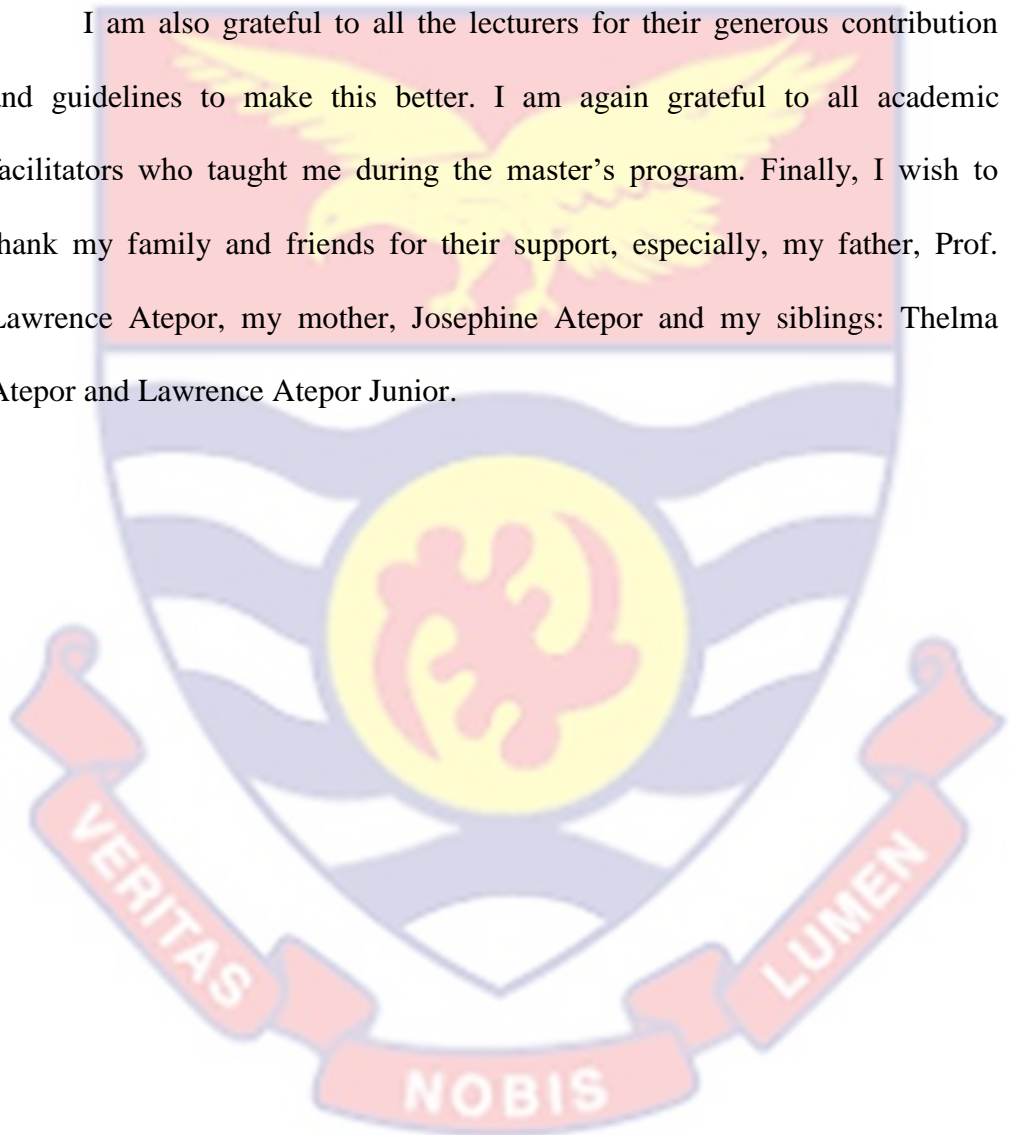 I am also grateful to all the lecturers for their generous contribution
and guidelines to make this better. I am again grateful to all academic
facilitators who taught me during the master’s program. Finally, I wish to
thank my family and friends for their support, especially, my father, Prof.
Lawrence Atepor, my mother, Josephine Atepor and my siblings: Thelma
Atepor and Lawrence Atepor Junior.
VERITAS
NOBIS
LUMEN